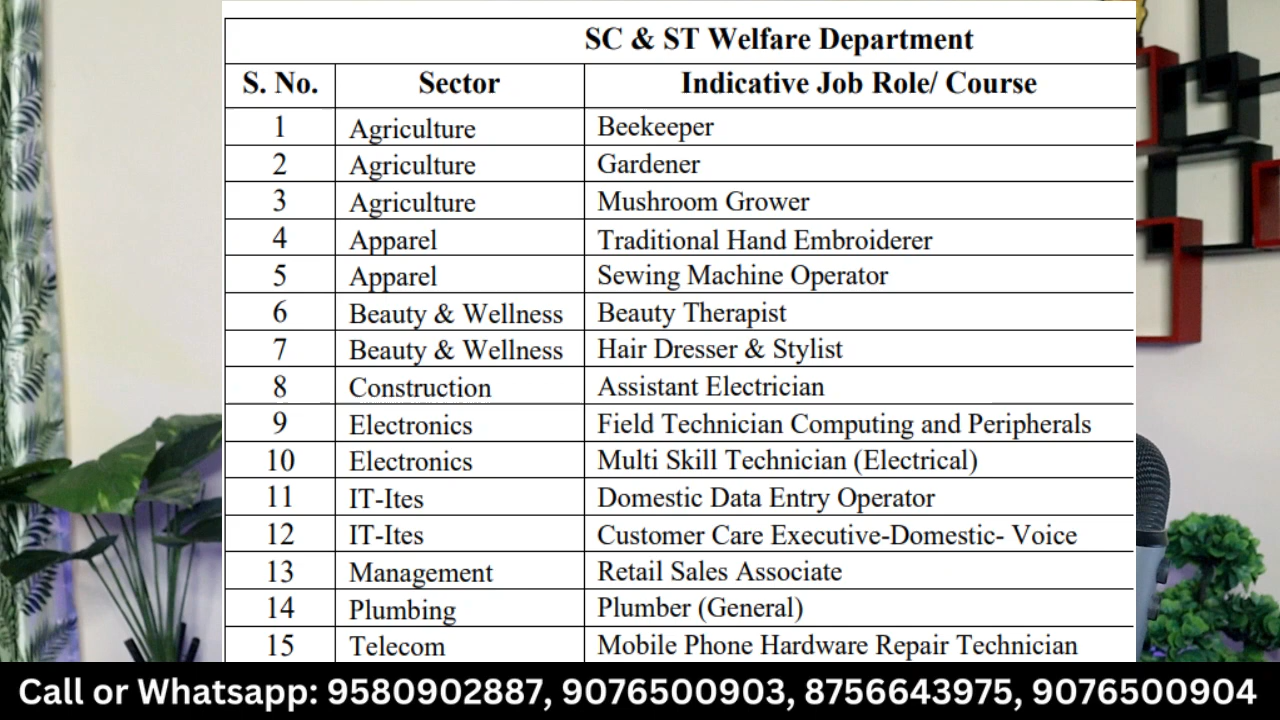 SC & ST Welfare Department
S. No. Sector Indicative Job Role/ Course
1 Agriculture Beekeeper
2 Agriculture Gardener
3 Agriculture Mushroom Grower
4 Apparel Traditional Hand Embroiderer
5 Apparel Sewing Machine Operator
6 Beauty & Wellness Beauty Therapist
7 Beauty & Wellness Hair Dresser & Stylist
8 Construction Assistant Electrician
9 Electronics Field Technician Computing and Peripherals
10 Electronics Multi Skill Technician (Electrical)
11 IT-Ites Domestic Data Entry Operator
12 IT-Ites Customer Care Executive-Domestic- Voice
13 Management Retail Sales Associate
14 Plumbing Plumber (General)
15 Telecom Mobile Phone Hardware Repair Technician
Call or Whatsapp: 9580902887, 9076500903, 8756643975, 9076500904